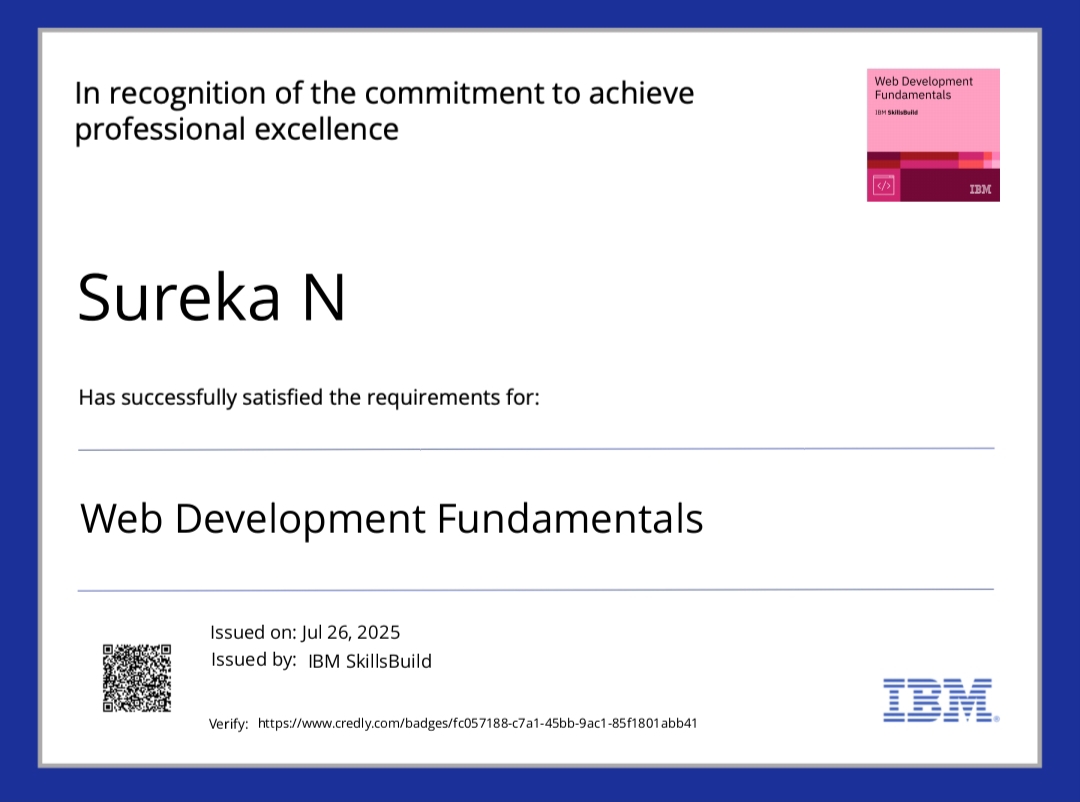 In recognition of the commitment to achieve
professional excellence
Web Development
Fundamentals
IBM SkillsBuild
</>
IBM
Sureka N
Has successfully satisfied the requirements for:
Web Development Fundamentals
Issued on: Jul 26, 2025
Issued by: IBM SkillsBuild
Verify: https://www.credly.com/badges/fc057188-c7a1-45bb-9ac1-85f1801abb41
IBM®